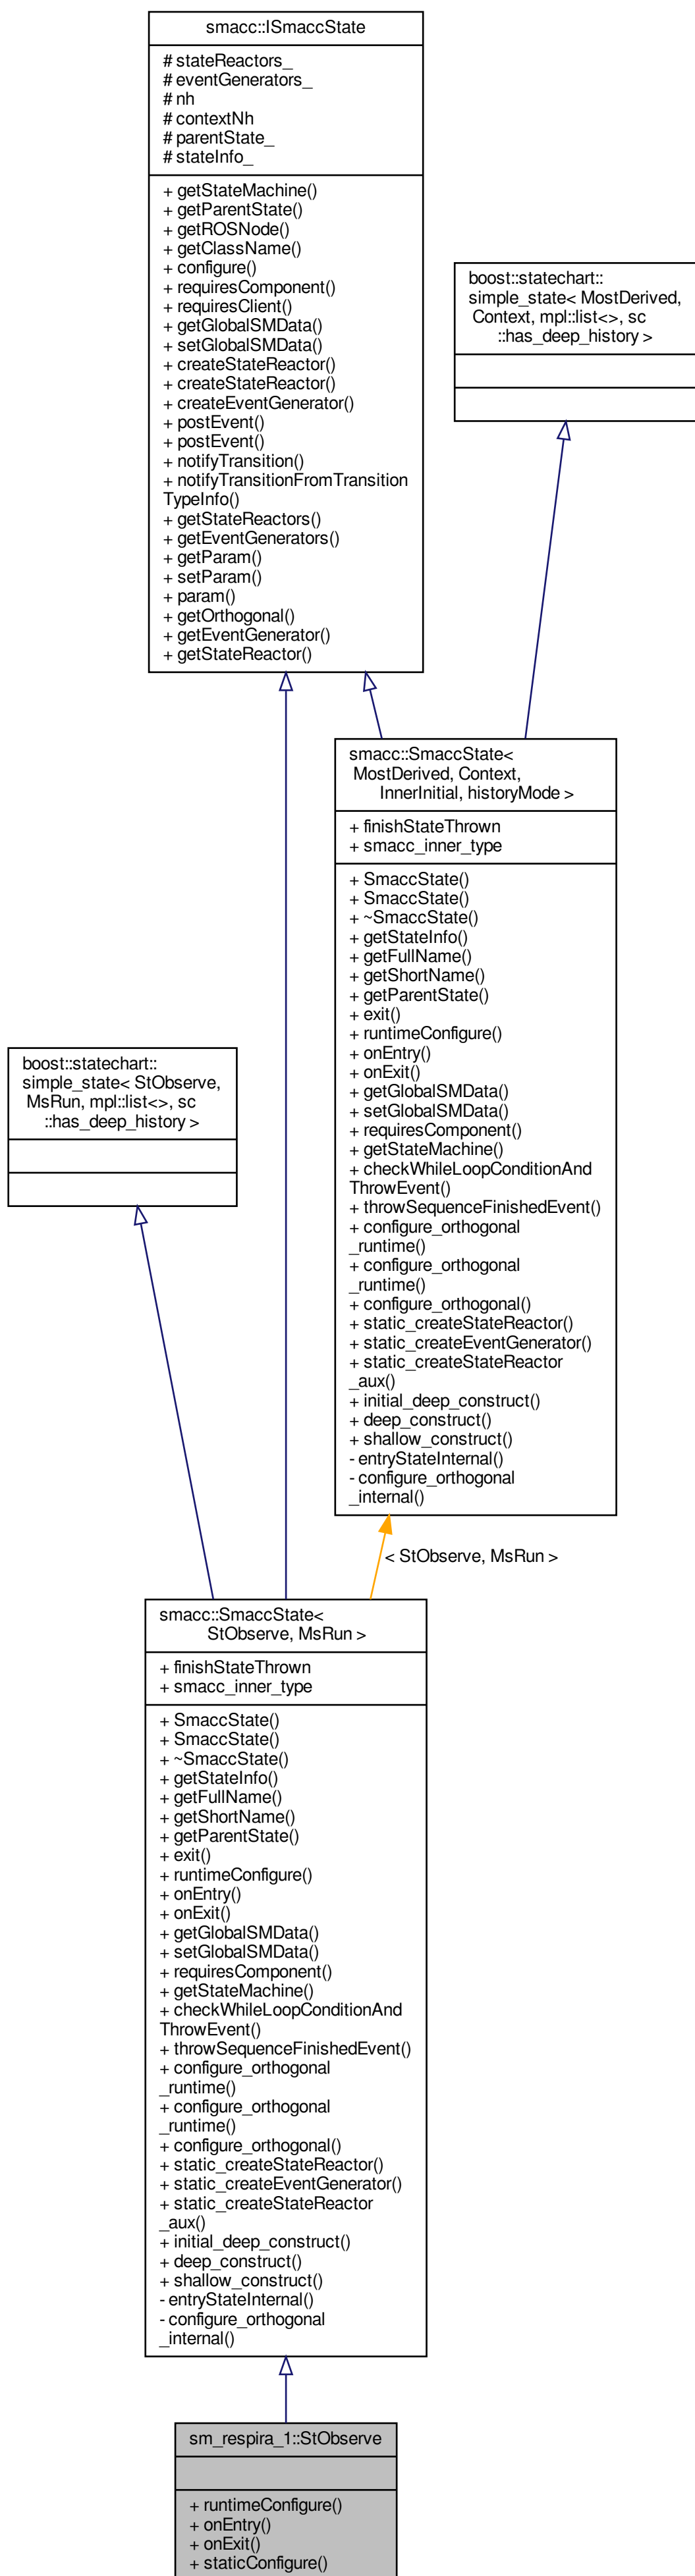 smacc::ISmaccState
# stateReactors_
# eventGenerators_
# nh
# contextNh
# parentState_
# stateInfo_
+ getStateMachine()
+ getParentState()
+ getROSNode()
+ getClassName()
+ configure()
+ requiresComponent()
+ requiresClient()
+ getGlobalSMData()
+ setGlobalSMData()
+ createStateReactor()
+ createStateReactor()
+ createEventGenerator()
+ postEvent()
+ postEvent()
+ notifyTransition()
+ notifyTransitionFromTransition
TypeInfo()
+ getStateReactors()
+ getEventGenerators()
+ getParam()
+ setParam()
+ param()
+ getOrthogonal()
+ getEventGenerator()
+ getStateReactor()
boost::statechart::
simple_state< MostDerived,
Context, mpl::list<>, sc
::has_deep_history >
smacc::SmaccState<
MostDerived, Context,
InnerInitial, historyMode >
+ finishStateThrown
+ smacc_inner_type
+ SmaccState()
+ SmaccState()
+ ~SmaccState()
+ getStateInfo()
+ getFullName()
+ getShortName()
+ getParentState()
+ exit()
+ runtimeConfigure()
+ onEntry()
+ onExit()
+ getGlobalSMData()
+ setGlobalSMData()
+ requiresComponent()
+ getStateMachine()
+ checkWhileLoopConditionAnd
ThrowEvent()
+ throwSequenceFinishedEvent()
+ configure_orthogonal
_runtime()
+ configure_orthogonal
_runtime()
+ configure_orthogonal()
+ static_createStateReactor()
+ static_createEventGenerator()
+ static_createStateReactor
_aux()
+ initial_deep_construct()
+ deep_construct()
+ shallow_construct()
- entryStateInternal()
- configure_orthogonal
_internal()
boost::statechart::
simple_state< StObserve,
MsRun, mpl::list<>, sc
::has_deep_history >
< StObserve, MsRun >
smacc::SmaccState<
StObserve, MsRun >
+ finishStateThrown
+ smacc_inner_type
+ SmaccState()
+ SmaccState()
+ ~SmaccState()
+ getStateInfo()
+ getFullName()
+ getShortName()
+ getParentState()
+ exit()
+ runtimeConfigure()
+ onEntry()
+ onExit()
+ getGlobalSMData()
+ setGlobalSMData()
+ requiresComponent()
+ getStateMachine()
+ checkWhileLoopConditionAnd
ThrowEvent()
+ throwSequenceFinishedEvent()
+ configure_orthogonal
_runtime()
+ configure_orthogonal
_runtime()
+ configure_orthogonal()
+ static_createStateReactor()
+ static_createEventGenerator()
+ static_createStateReactor
_aux()
+ initial_deep_construct()
+ deep_construct()
+ shallow_construct()
- entryStateInternal()
- configure_orthogonal
_internal()
sm_respira_1::StObserve
+ runtimeConfigure()
+ onEntry()
+ onExit()
+ staticConfigure()